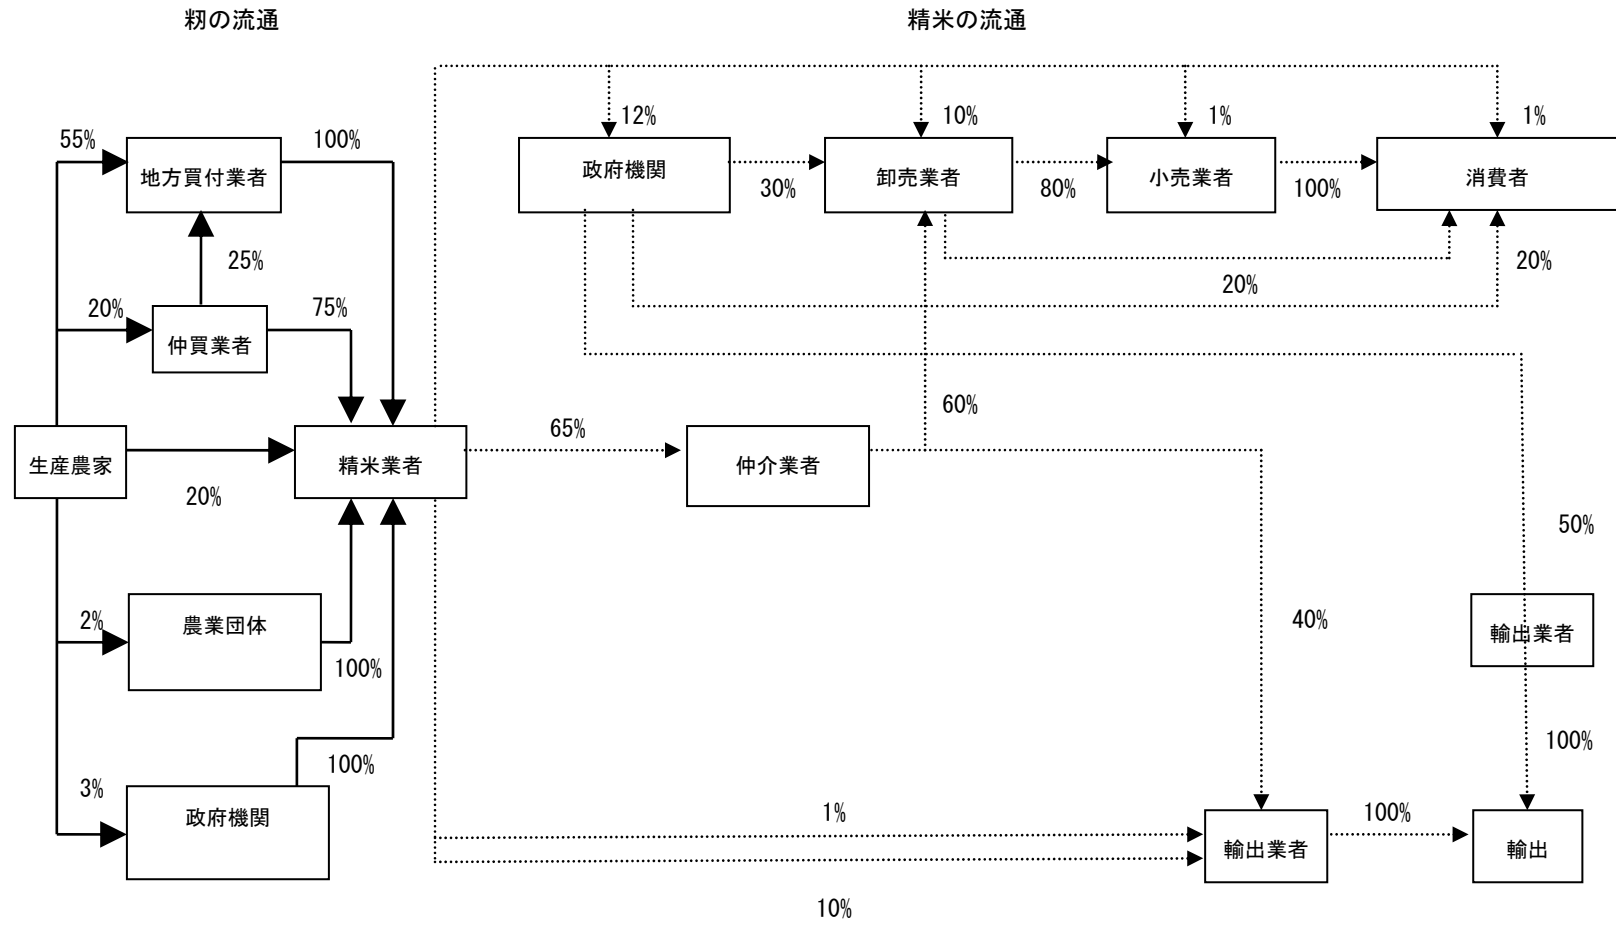 籾の流通
精米の流通
55%
100%
12%
10%
1%
1%
地方買付業者
政府機関
卸売業者
小売業者
消費者
30%
80%
100%
25%
20%
20%
20%
75%
仲買業者
60%
65%
生産農家
精米業者
仲介業者
20%
50%
2%
農業団体
40%
輸出業者
100%
3%
100%
100%
政府機関
1%
100%
輸出業者
輸出
10%